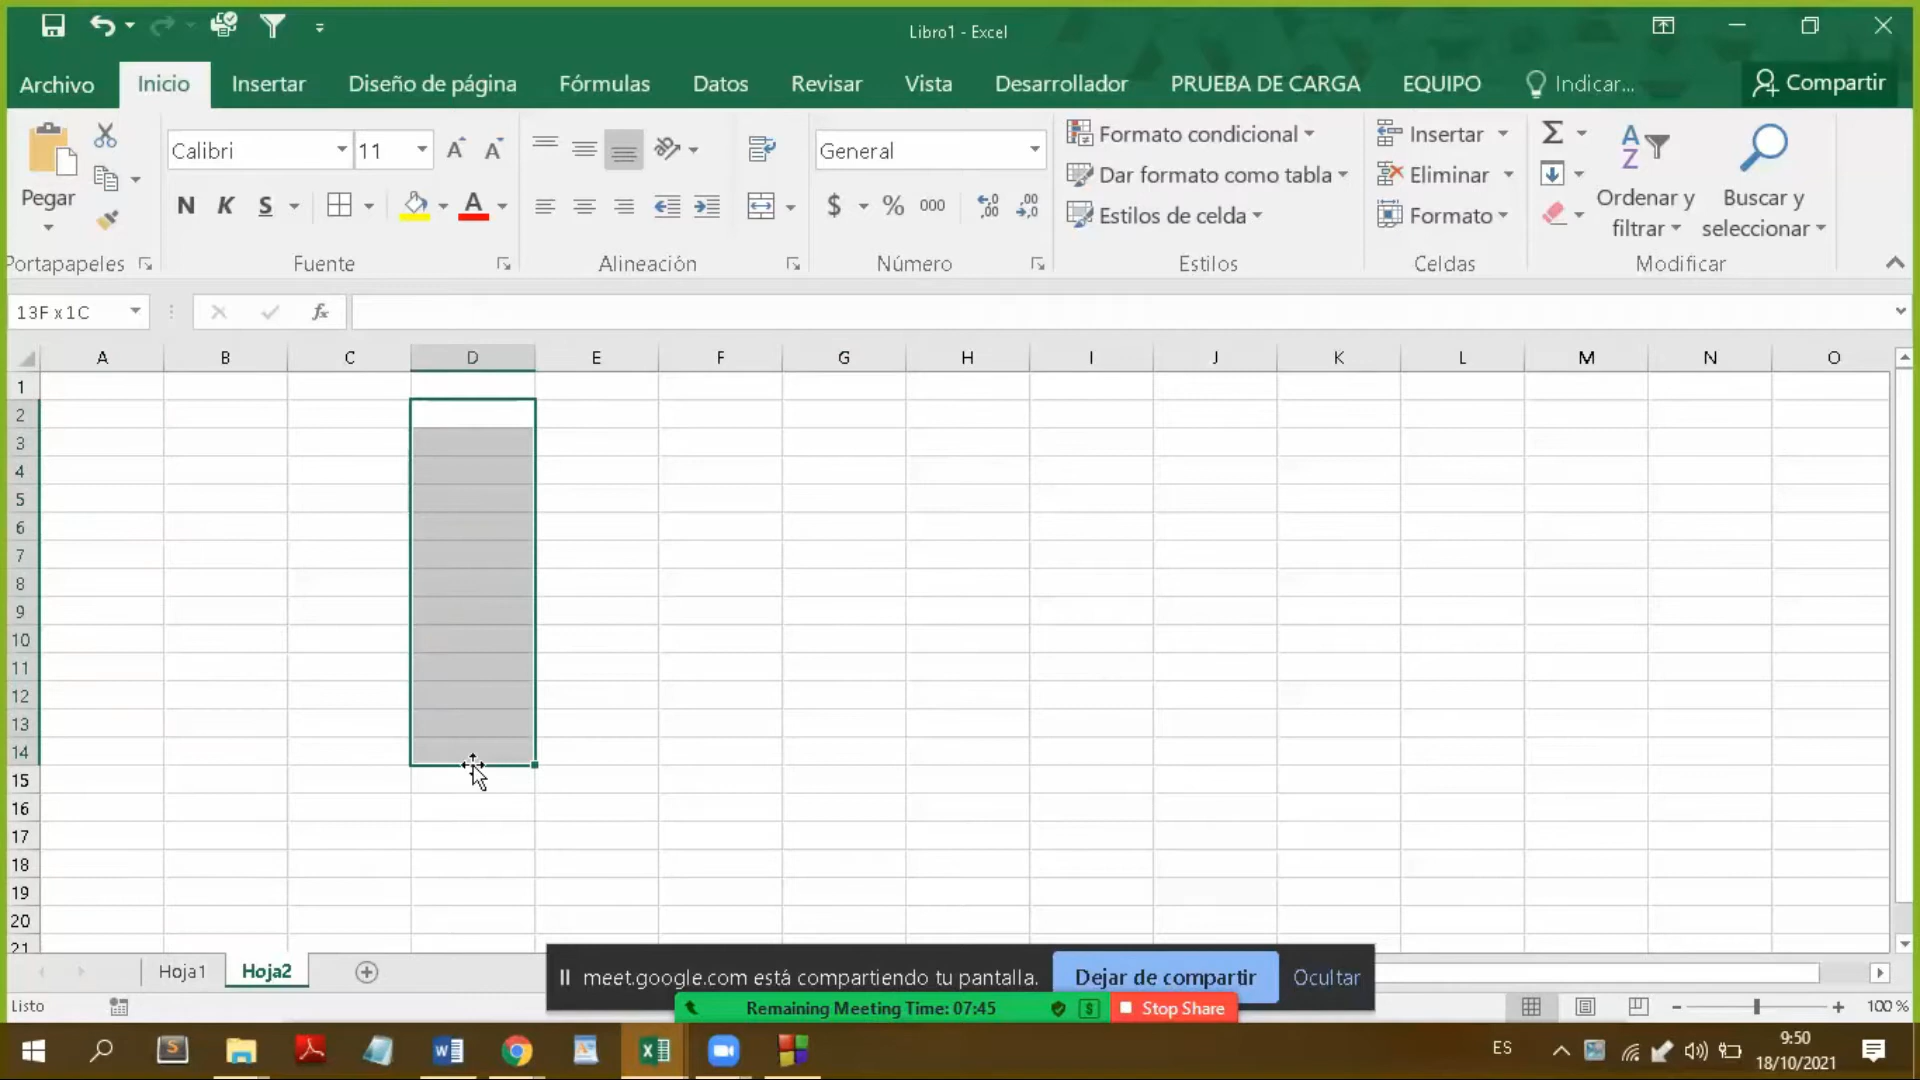 Libro1 - Excel
Archivo Inicio Insertar Diseño de página Fórmulas Datos Revisar Vista Desarrollador PRUEBA DE CARGA EQUIPO Indicar... Compartir
Pegar
Calibri 11
General
Formato condicional
Dar formato como tabla
Estilos de celda
Insertar
Eliminar
Formato
Ordenar y filtrar
Buscar y seleccionar
N K S
$ % 000
Portapapeles Fuente Alineación Número Estilos Celdas Modificar
13F x 1C fx
A B C D E F G H I J K L M N O
1
2
3
4
5
6
7
8
9
10
11
12
13
14
15
16
17
18
19
20
21
Hoja1 Hoja2
meet.google.com está compartiendo tu pantalla. Dejar de compartir Ocultar
Listo
Remaining Meeting Time: 07:45 Stop Share
100 %
ES
9:50
18/10/2021